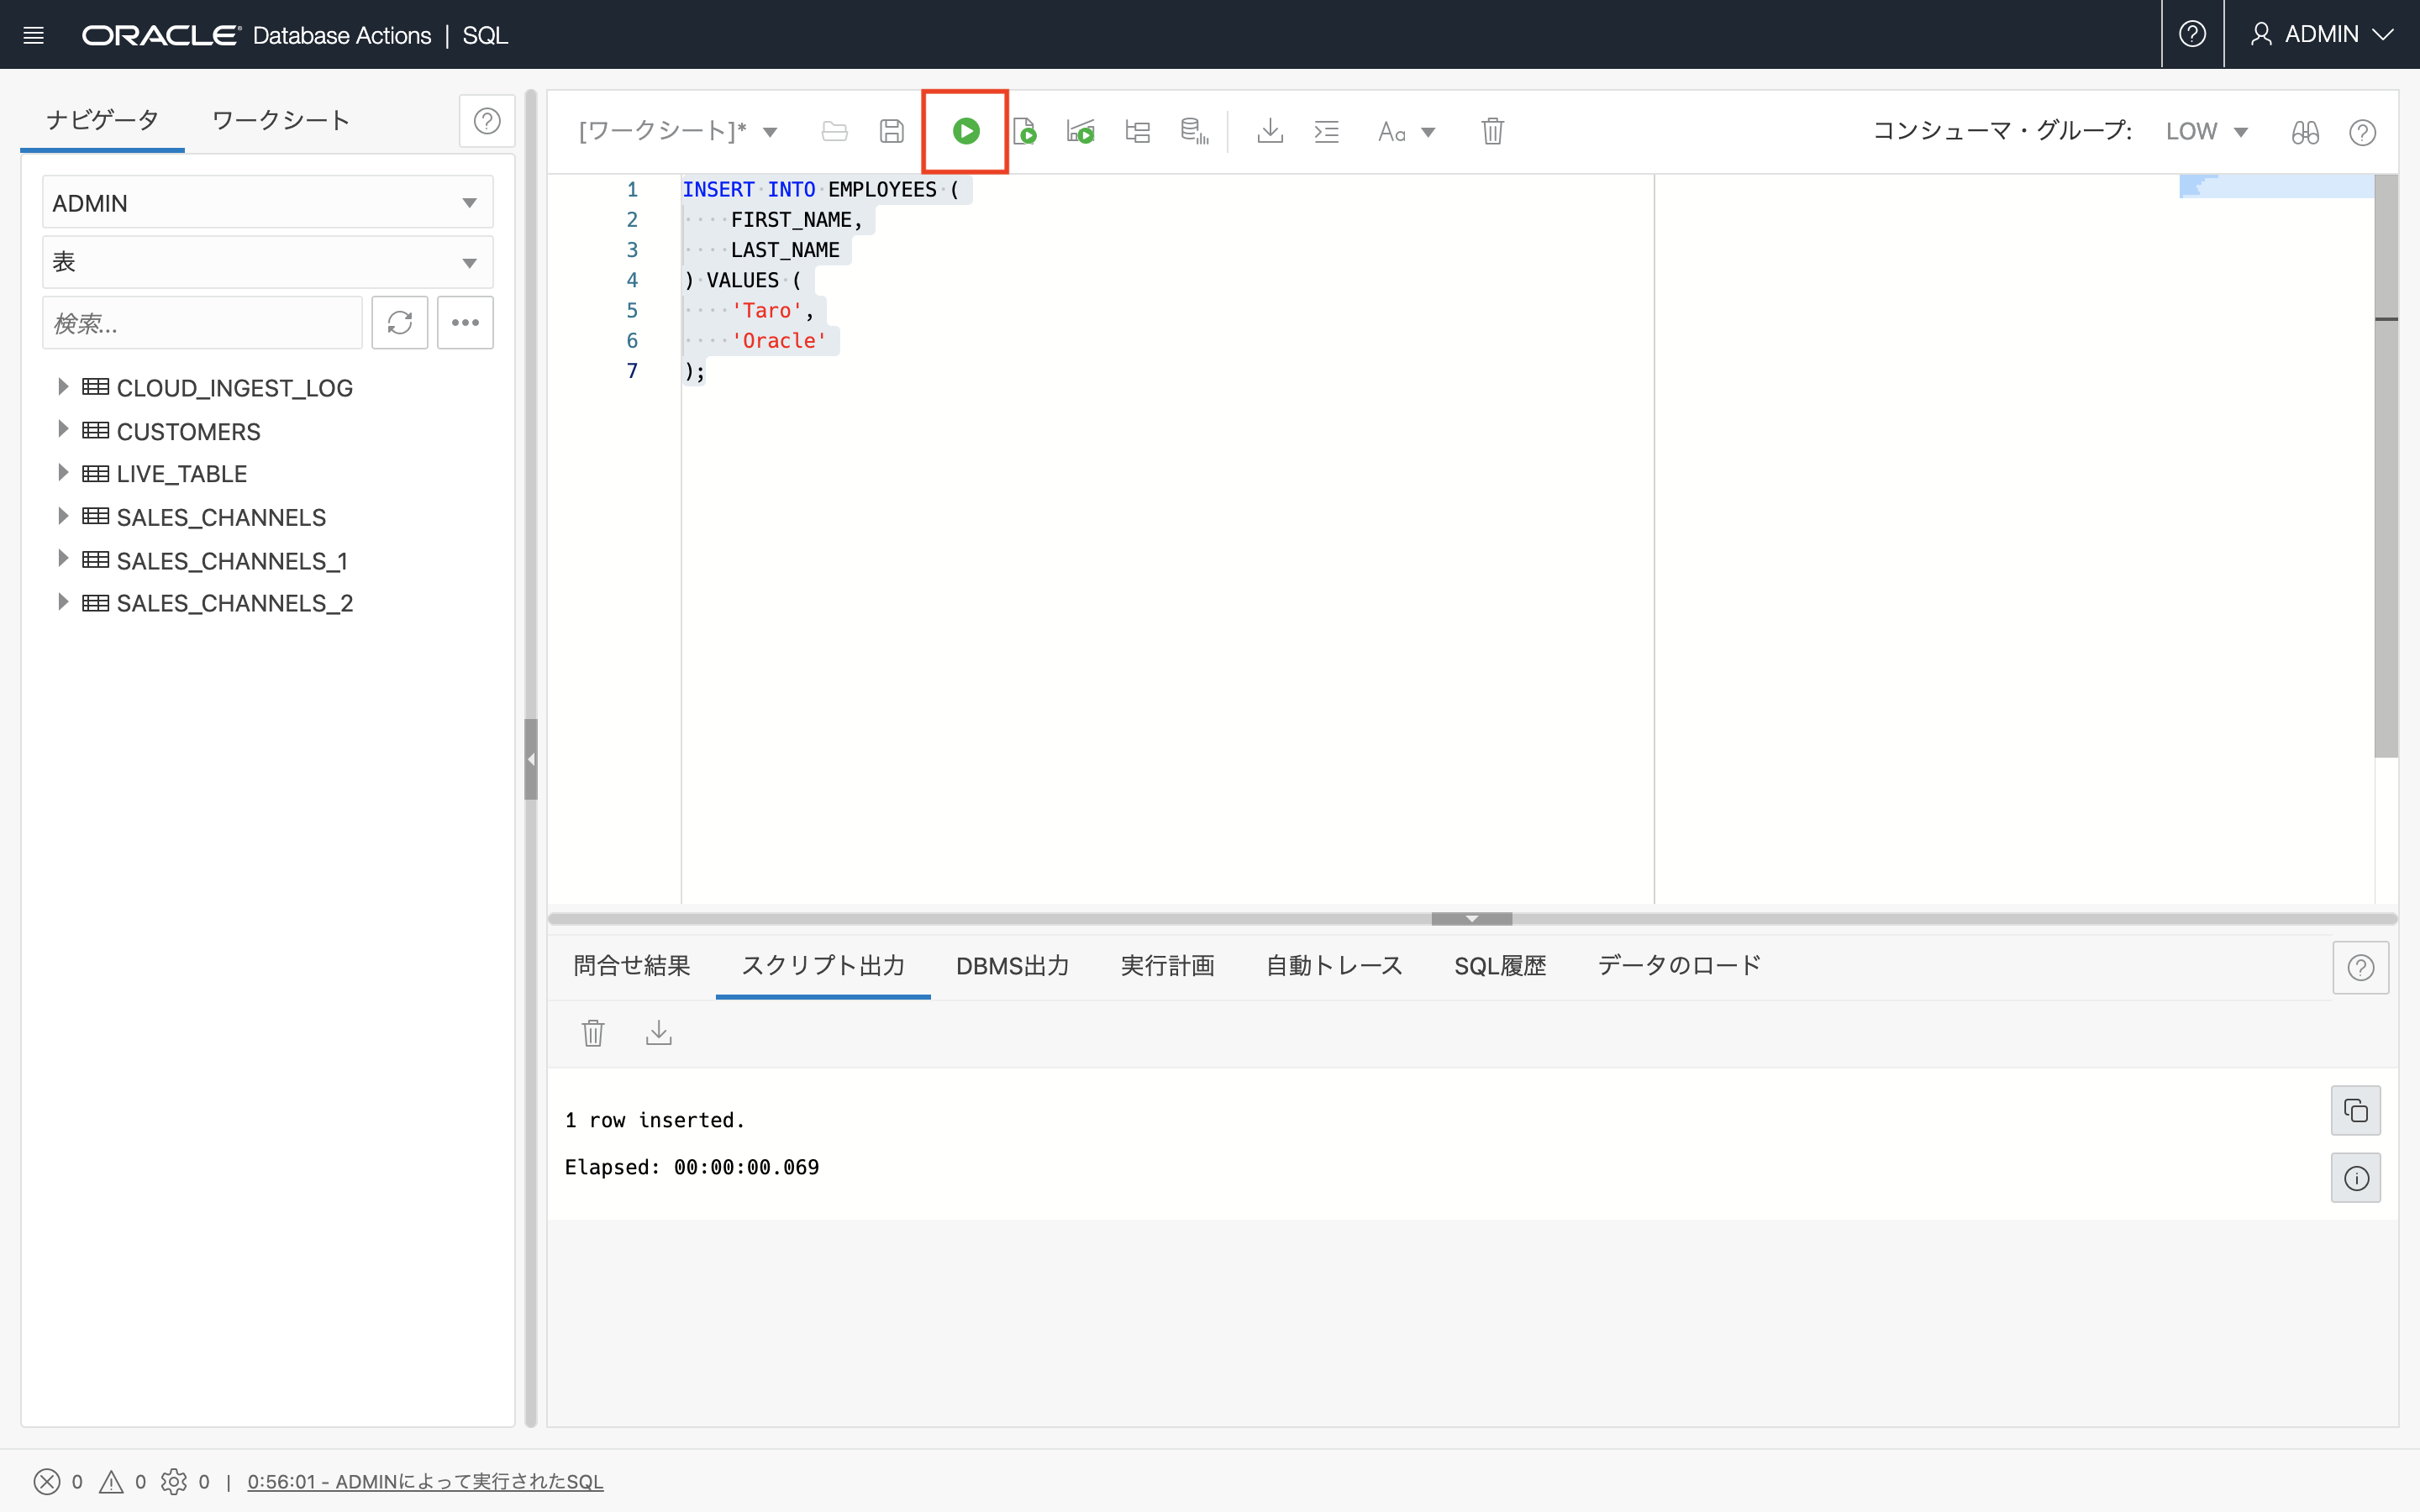 ORACLE Database Actions | SQL
ADMIN
ナビゲータ
ワークシート
ADMIN
表
検索...
CLOUD_INGEST_LOG
CUSTOMERS
LIVE_TABLE
SALES_CHANNELS
SALES_CHANNELS_1
SALES_CHANNELS_2
[ワークシート]*
Aa
コンシューマ・グループ: LOW
1 INSERT INTO EMPLOYEES (
2 FIRST_NAME,
3 LAST_NAME
4 ) VALUES (
5 'Taro',
6 'Oracle'
7 );
問合せ結果 スクリプト出力 DBMS出力 実行計画 自動トレース SQL履歴 データのロード
1 row inserted.
Elapsed: 00:00:00.069
0 0 0 | 0:56:01 - ADMINによって実行されたSQL